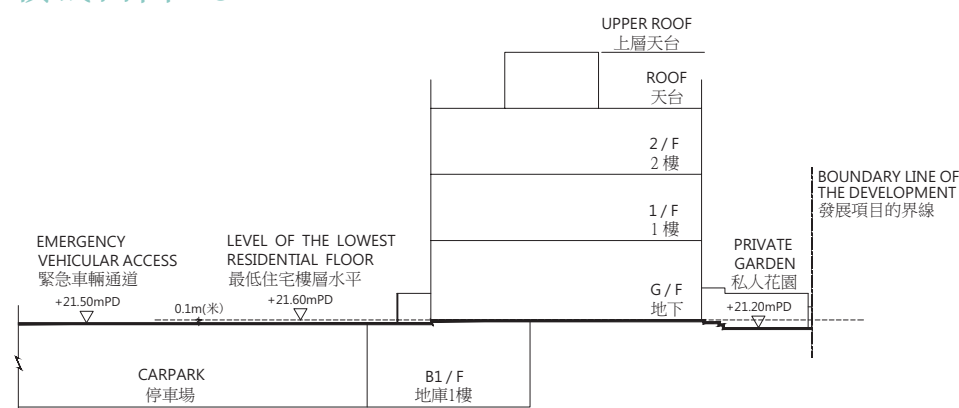 UPPER ROOF
上層天台
ROOF
天台
2 / F
2 樓
1 / F
1 樓
G / F
地下
BOUNDARY LINE OF
THE DEVELOPMENT
發展項目的界線
EMERGENCY
VEHICULAR ACCESS
緊急車輛通道
+21.50mPD
0.1m(米)
LEVEL OF THE LOWEST
RESIDENTIAL FLOOR
最低住宅樓層水平
+21.60mPD
PRIVATE
GARDEN
私人花園
+21.20mPD
CARPARK
停車場
B1 / F
地庫1樓